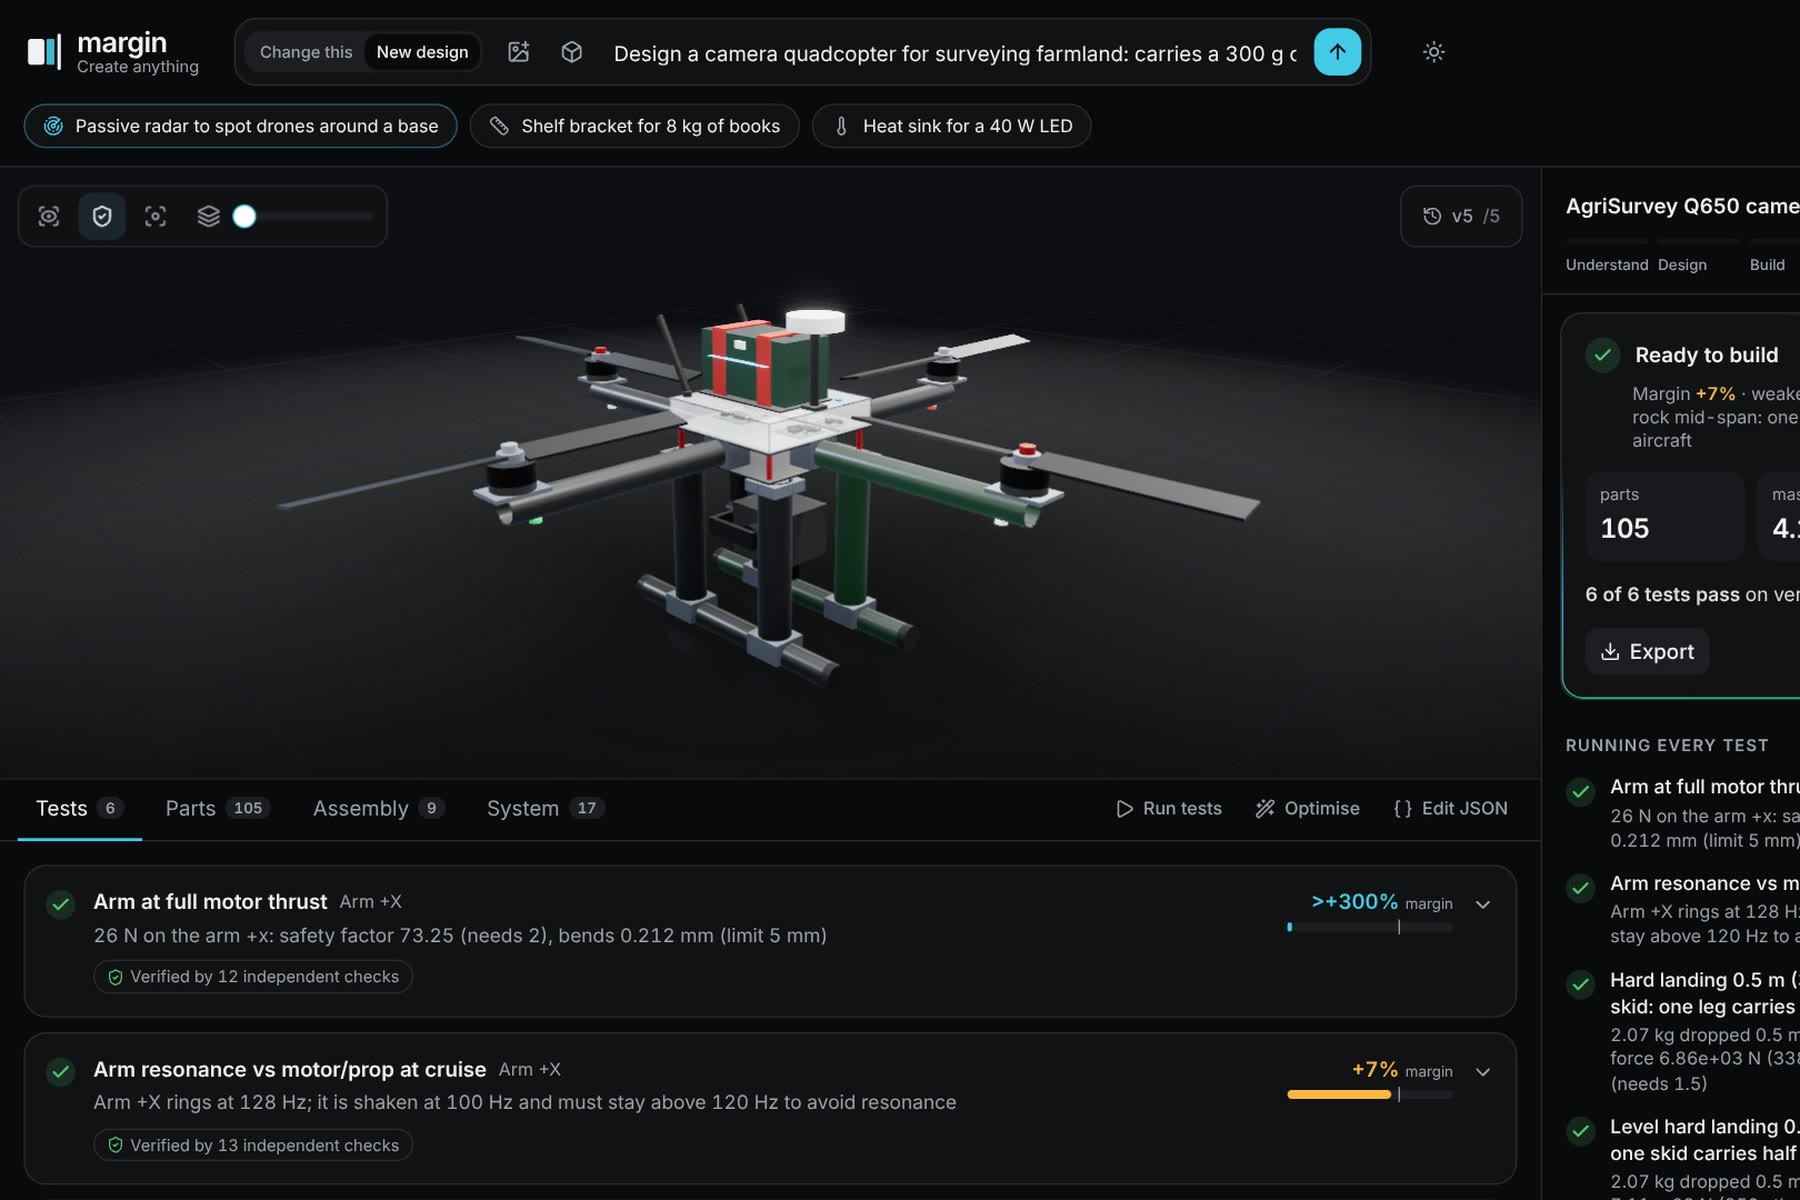 margin
Create anything
Change this
New design
Design a camera quadcopter for surveying farmland: carries a 300 g c
Passive radar to spot drones around a base
Shelf bracket for 8 kg of books
Heat sink for a 40 W LED
v5 /5
AgriSurvey Q650 came
Understand Design Build
Ready to build
Margin +7% · weake
rock mid-span: one
aircraft
parts
105
mas
4.
6 of 6 tests pass on ver
Export
RUNNING EVERY TEST
Arm at full motor thru
26 N on the arm +x: sa
0.212 mm (limit 5 mm)
Arm resonance vs m
Arm +X rings at 128 Hz
stay above 120 Hz to a
Hard landing 0.5 m (
skid: one leg carries
2.07 kg dropped 0.5 m
force 6.86e+03 N (338
(needs 1.5)
Level hard landing 0.
one skid carries half
2.07 kg dropped 0.5 m
Tests 6
Parts 105
Assembly 9
System 17
Run tests
Optimise
{ } Edit JSON
Arm at full motor thrust Arm +X
>+300% margin
26 N on the arm +x: safety factor 73.25 (needs 2), bends 0.212 mm (limit 5 mm)
Verified by 12 independent checks
Arm resonance vs motor/prop at cruise Arm +X
+7% margin
Arm +X rings at 128 Hz; it is shaken at 100 Hz and must stay above 120 Hz to avoid resonance
Verified by 13 independent checks